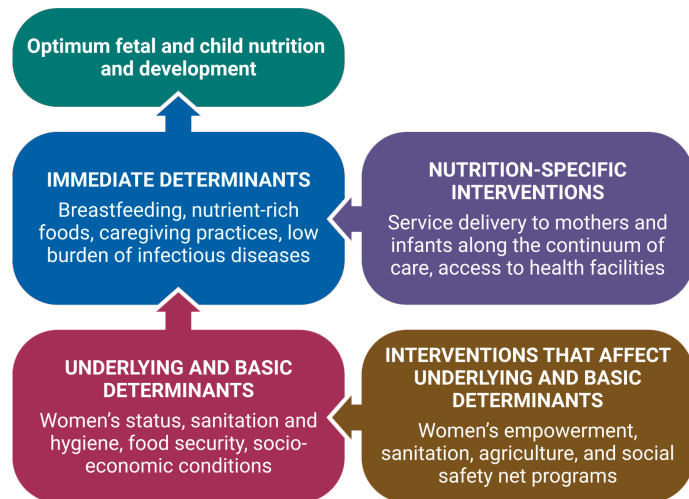 Optimum fetal and child nutrition
and development
IMMEDIATE DETERMINANTS
Breastfeeding, nutrient-rich
foods, caregiving practices, low
burden of infectious diseases
NUTRITION-SPECIFIC
INTERVENTIONS
Service delivery to mothers and
infants along the continuum of
care, access to health facilities
UNDERLYING AND BASIC
DETERMINANTS
Women’s status, sanitation and
hygiene, food security, socio-
economic conditions
INTERVENTIONS THAT AFFECT
UNDERLYING AND BASIC
DETERMINANTS
Women’s empowerment,
sanitation, agriculture, and social
safety net programs